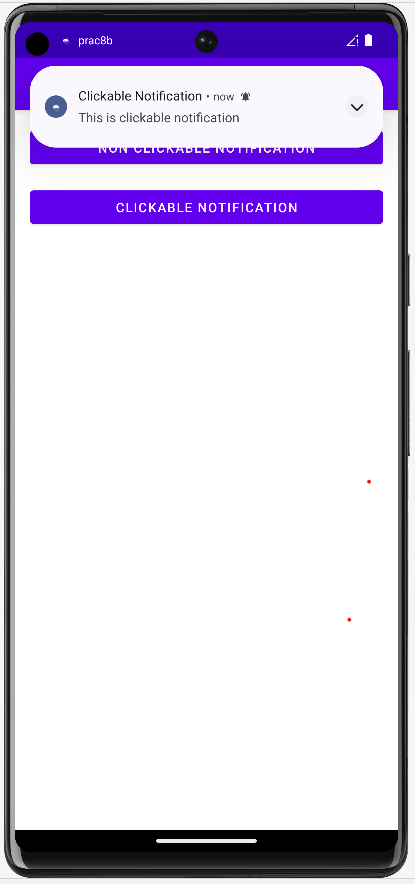 prac8b
Clickable Notification • now
This is clickable notification
NON CLICKABLE NOTIFICATION
CLICKABLE NOTIFICATION